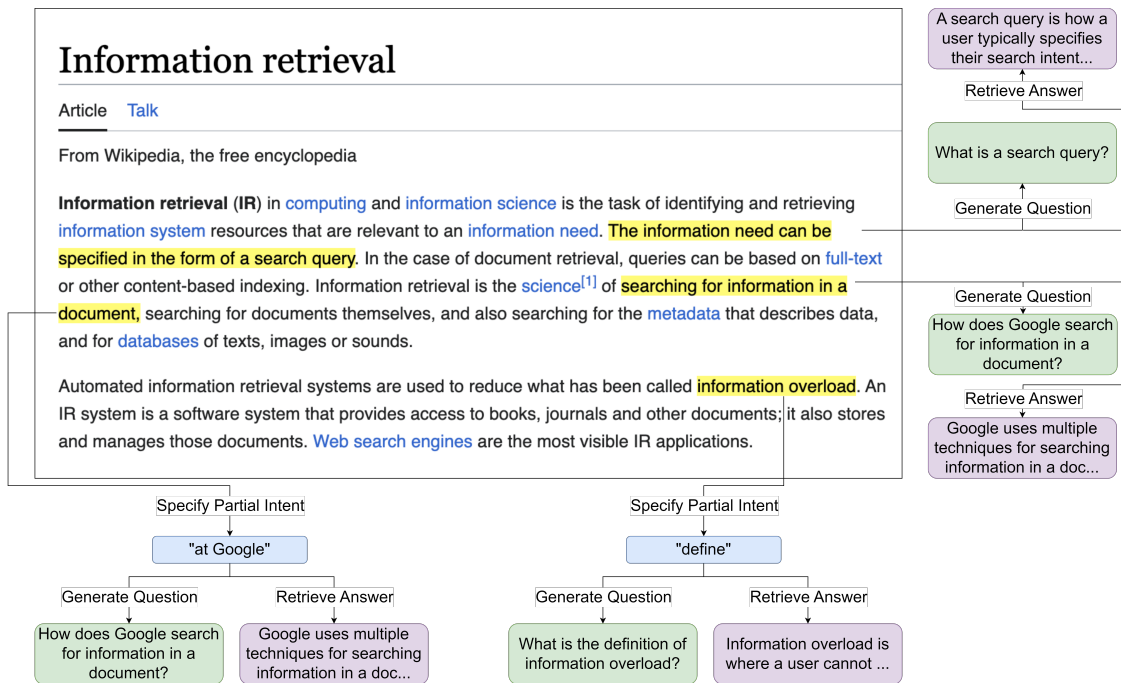 Information retrieval
Article Talk
From Wikipedia, the free encyclopedia
Information retrieval (IR) in computing and information science is the task of identifying and retrieving
information system resources that are relevant to an information need. The information need can be
specified in the form of a search query. In the case of document retrieval, queries can be based on full-text
or other content-based indexing. Information retrieval is the science[1] of searching for information in a
document, searching for documents themselves, and also searching for the metadata that describes data,
and for databases of texts, images or sounds.
Automated information retrieval systems are used to reduce what has been called information overload. An
IR system is a software system that provides access to books, journals and other documents; it also stores
and manages those documents. Web search engines are the most visible IR applications.
A search query is how a
user typically specifies
their search intent...
Retrieve Answer
What is a search query?
Generate Question
Generate Question
How does Google search
for information in a
document?
Retrieve Answer
Google uses multiple
techniques for searching
information in a doc...
Specify Partial Intent
"at Google"
Generate Question
Retrieve Answer
How does Google search
for information in a
document?
Google uses multiple
techniques for searching
information in a doc...
Specify Partial Intent
"define"
Generate Question
Retrieve Answer
What is the definition of
information overload?
Information overload is
where a user cannot ...